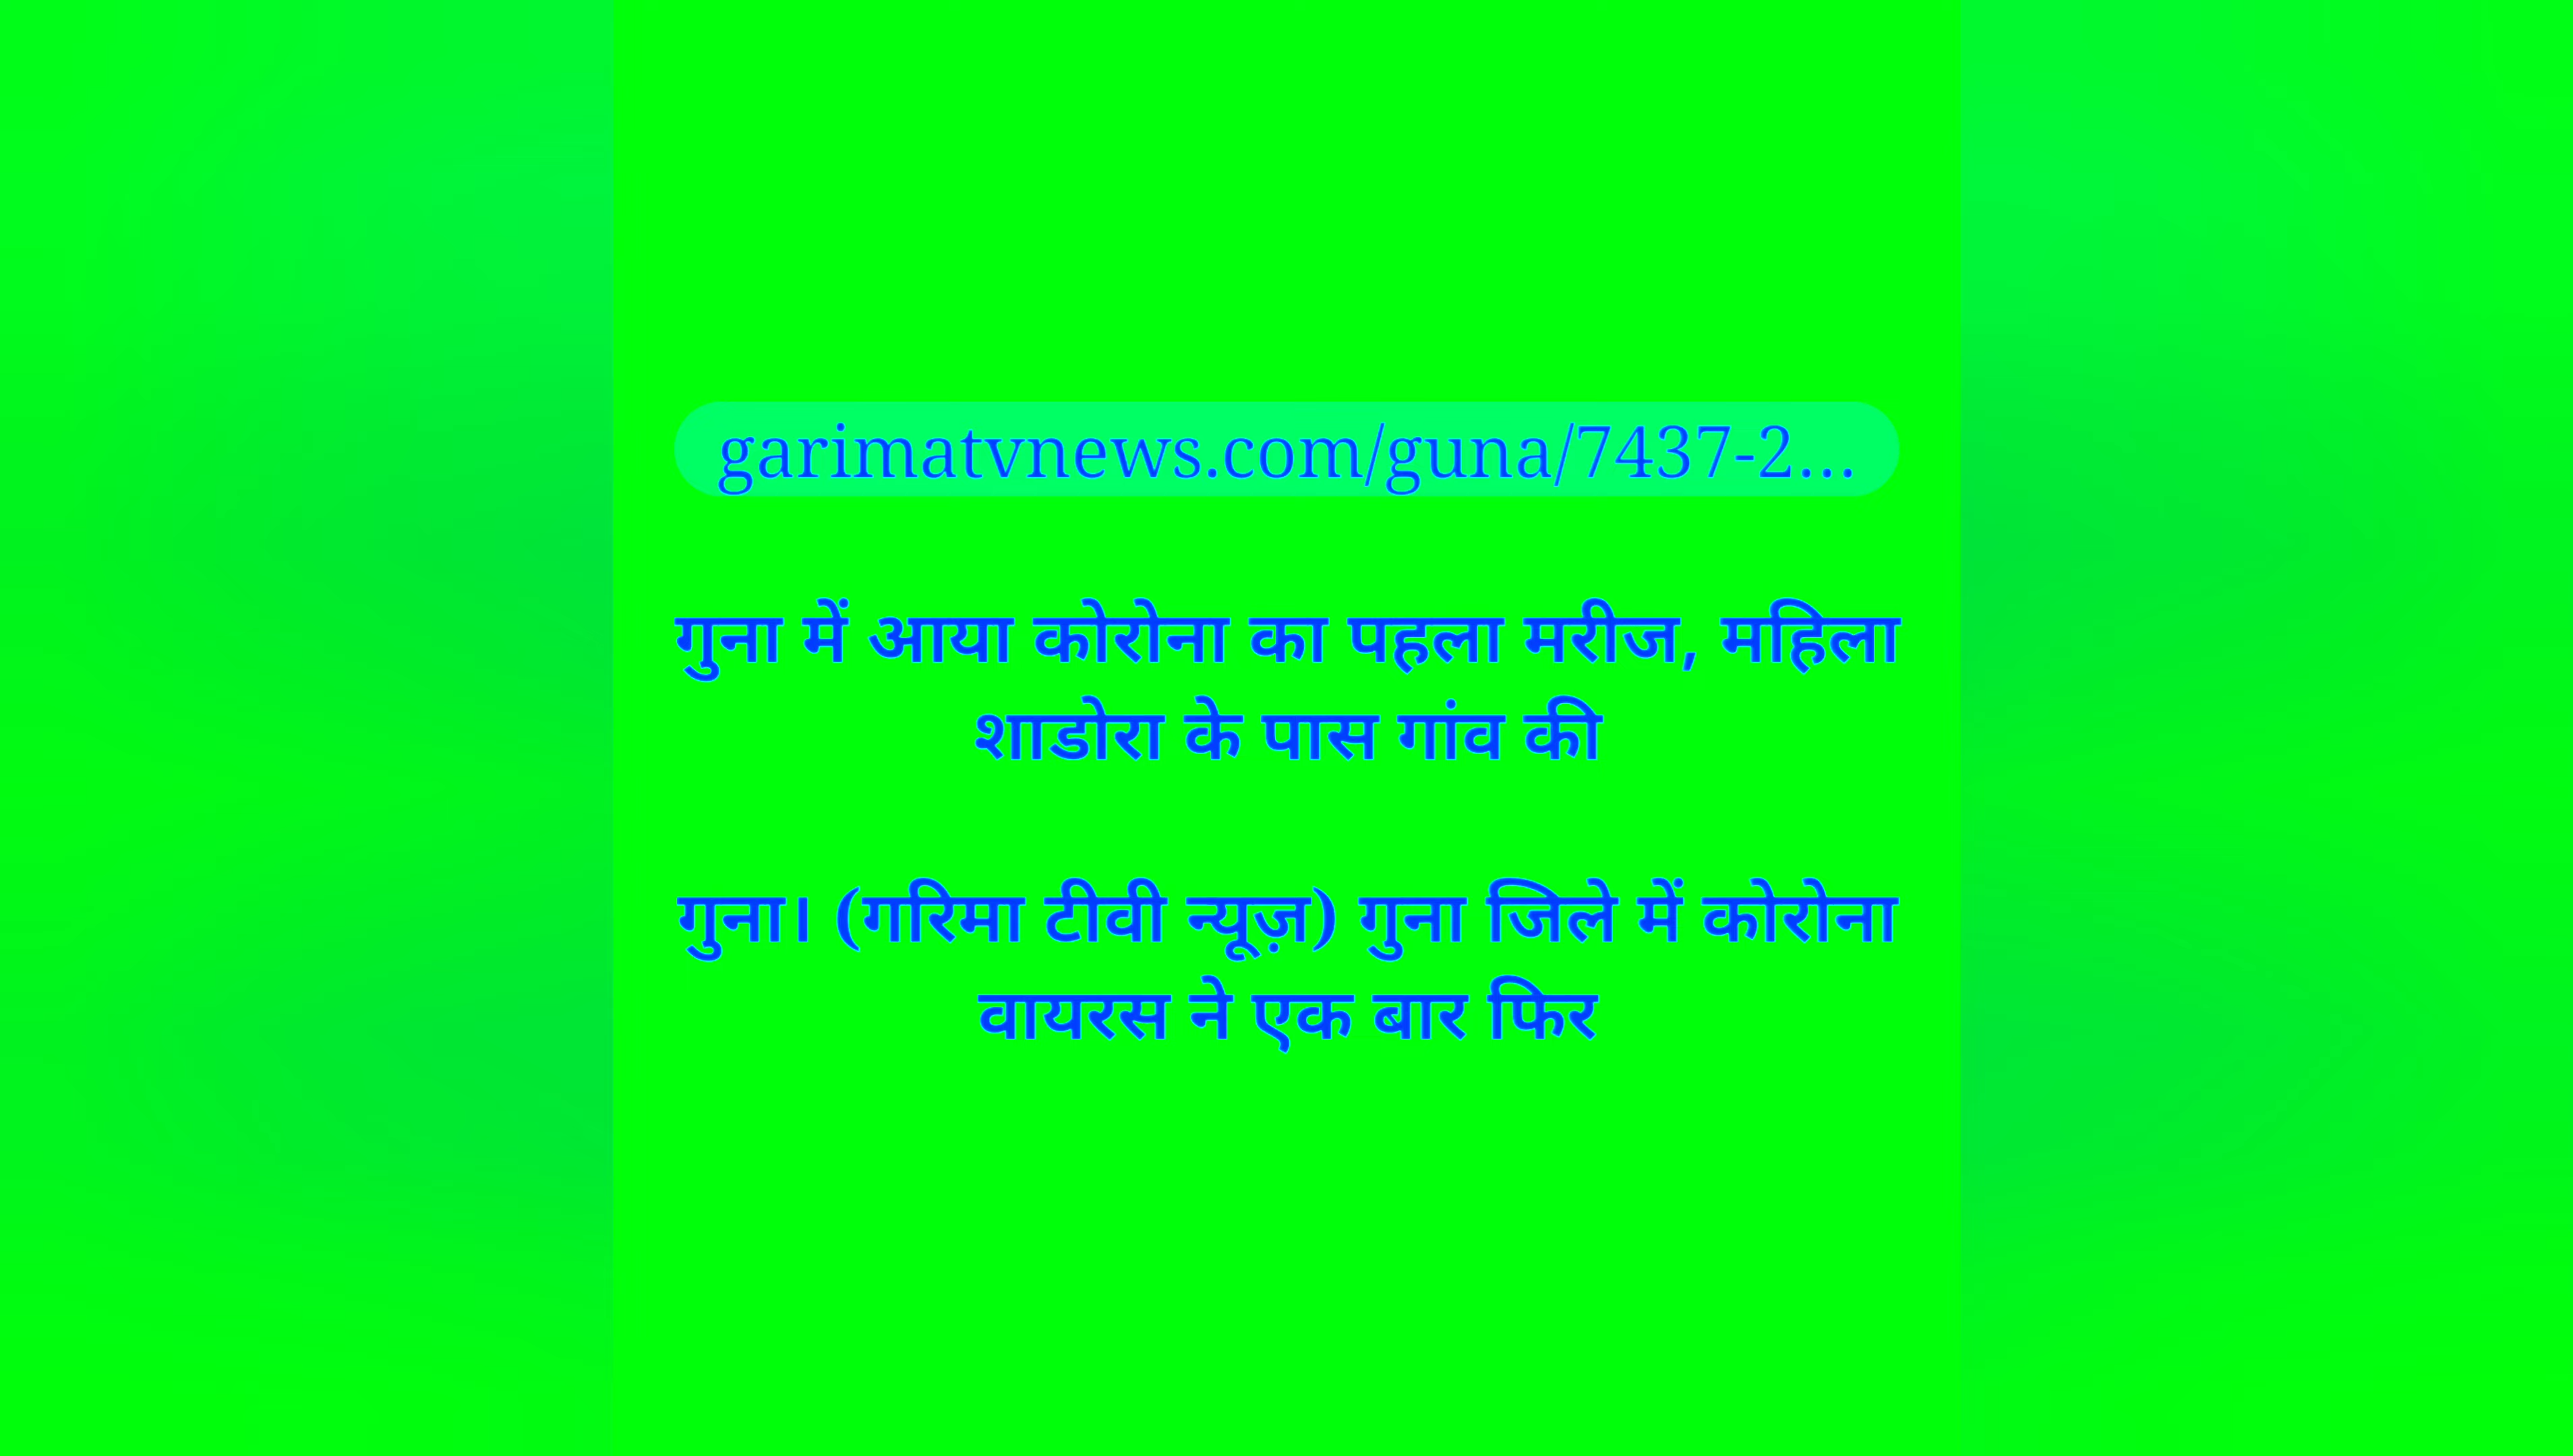 garimatvnews.com/guna/7437-2...
गुना में आया कोरोना का पहला मरीज, महिला
शाडोरा के पास गांव की
गुना। (गरिमा टीवी न्यूज़) गुना जिले में कोरोना
वायरस ने एक बार फिर